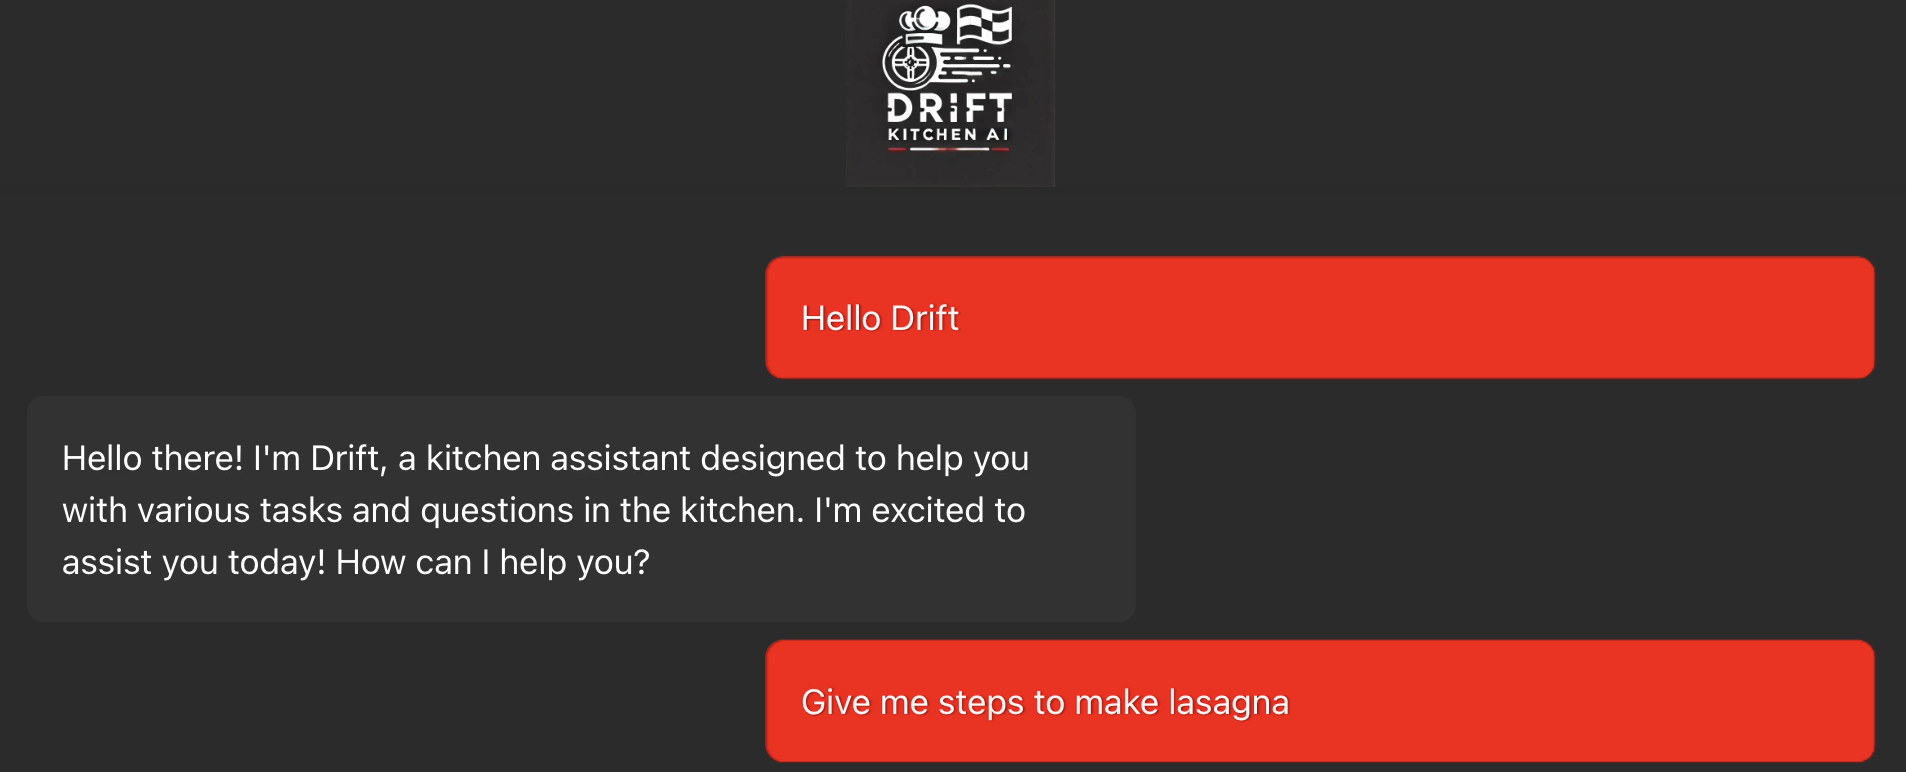 DRIFT
KITCHEN AI
Hello Drift
Hello there! I'm Drift, a kitchen assistant designed to help you
with various tasks and questions in the kitchen. I'm excited to
assist you today! How can I help you?
Give me steps to make lasagna